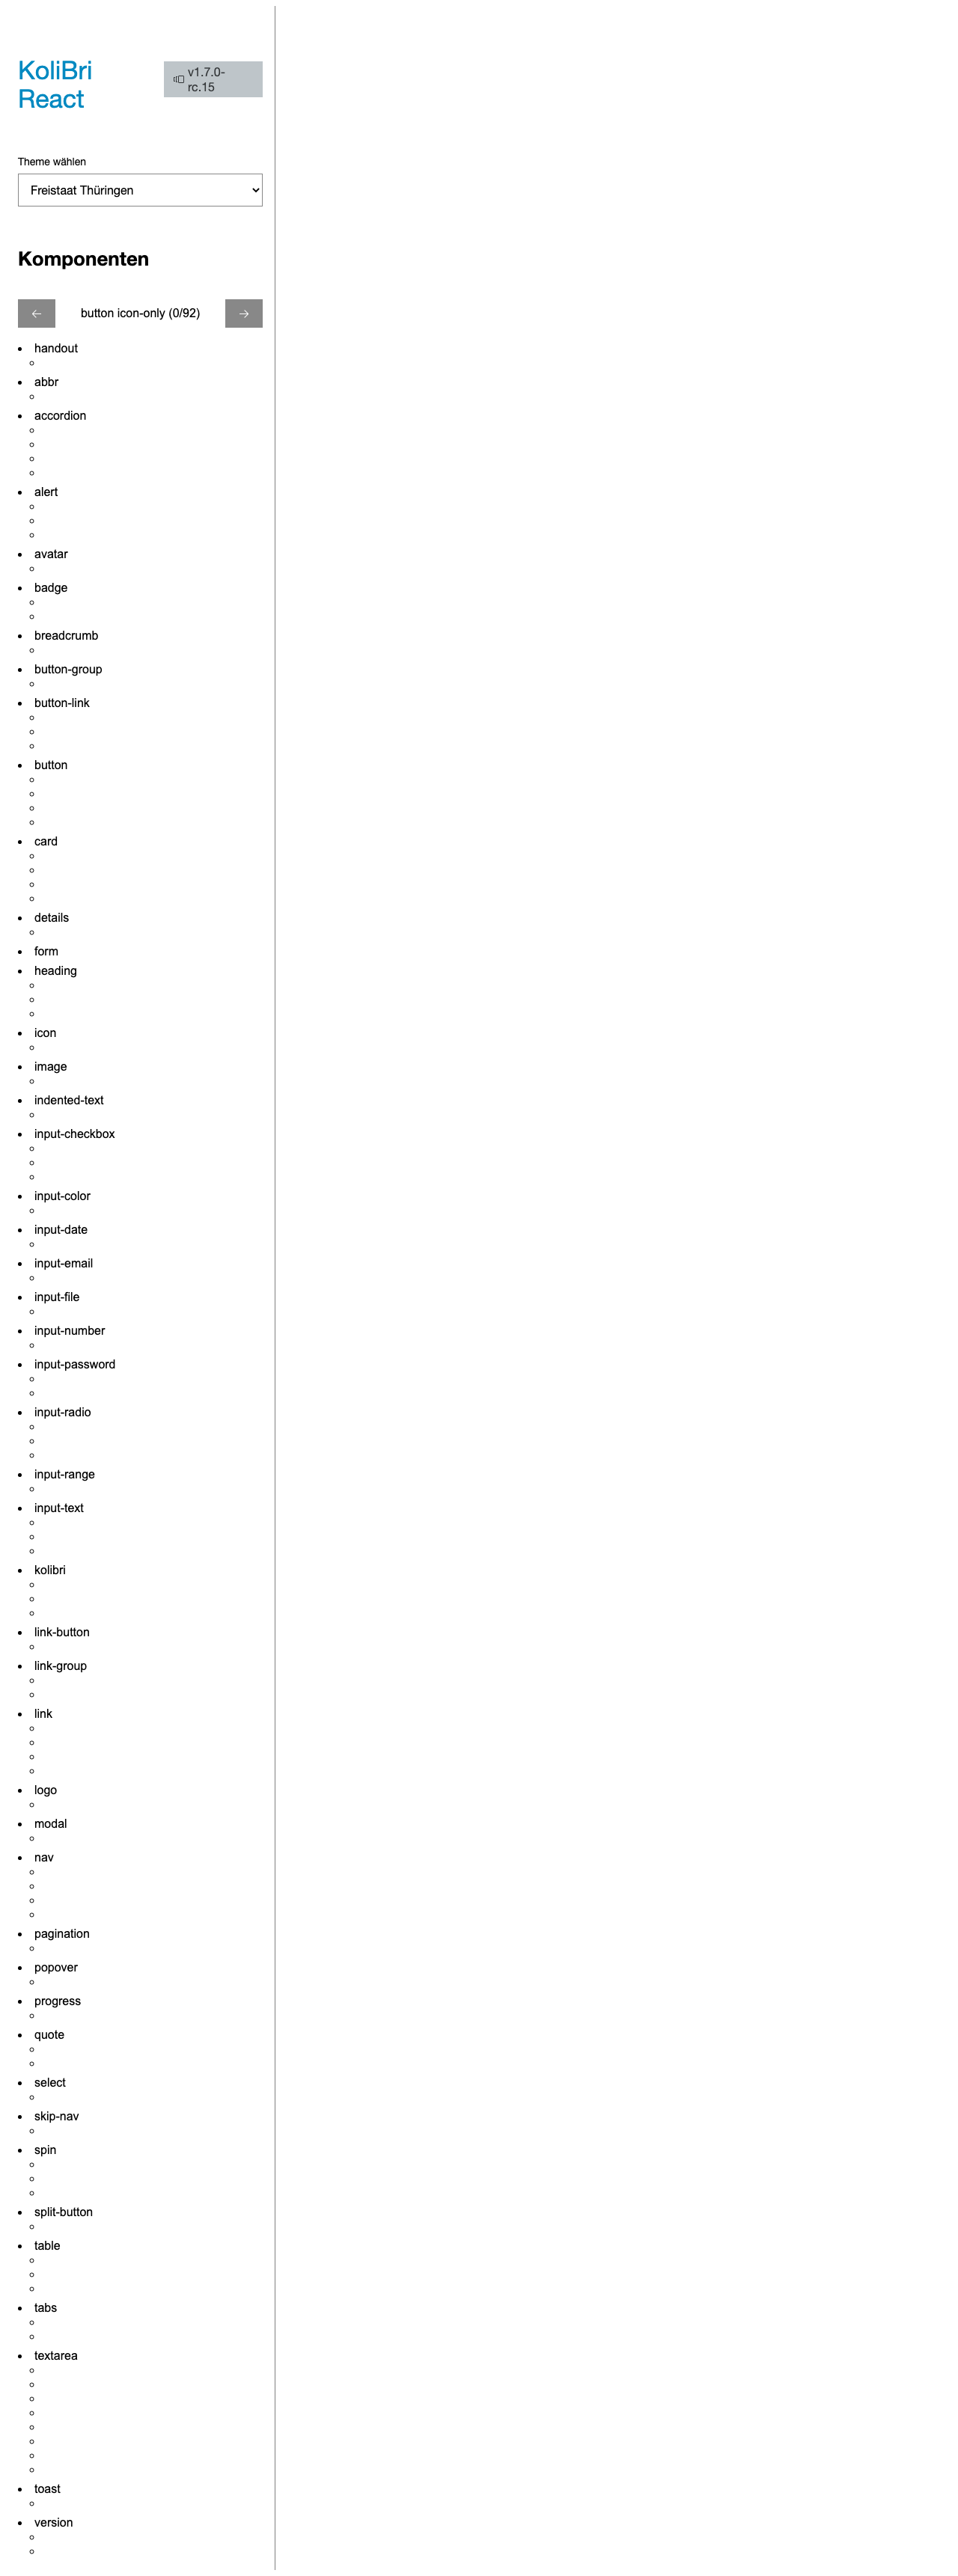 KoliBri
React
v1.7.0-
rc.15
Theme wählen
Freistaat Thüringen
Komponenten
button icon-only (0/92)
handout
abbr
accordion
alert
avatar
badge
breadcrumb
button-group
button-link
button
card
details
form
heading
icon
image
indented-text
input-checkbox
input-color
input-date
input-email
input-file
input-number
input-password
input-radio
input-range
input-text
kolibri
link-button
link-group
link
logo
modal
nav
pagination
popover
progress
quote
select
skip-nav
spin
split-button
table
tabs
textarea
toast
version